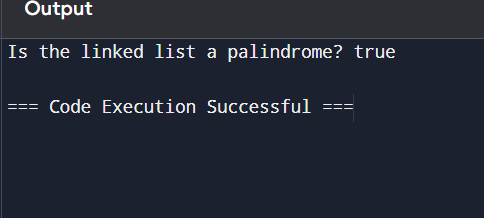 Output
Is the linked list a palindrome? true
=== Code Execution Successful ===